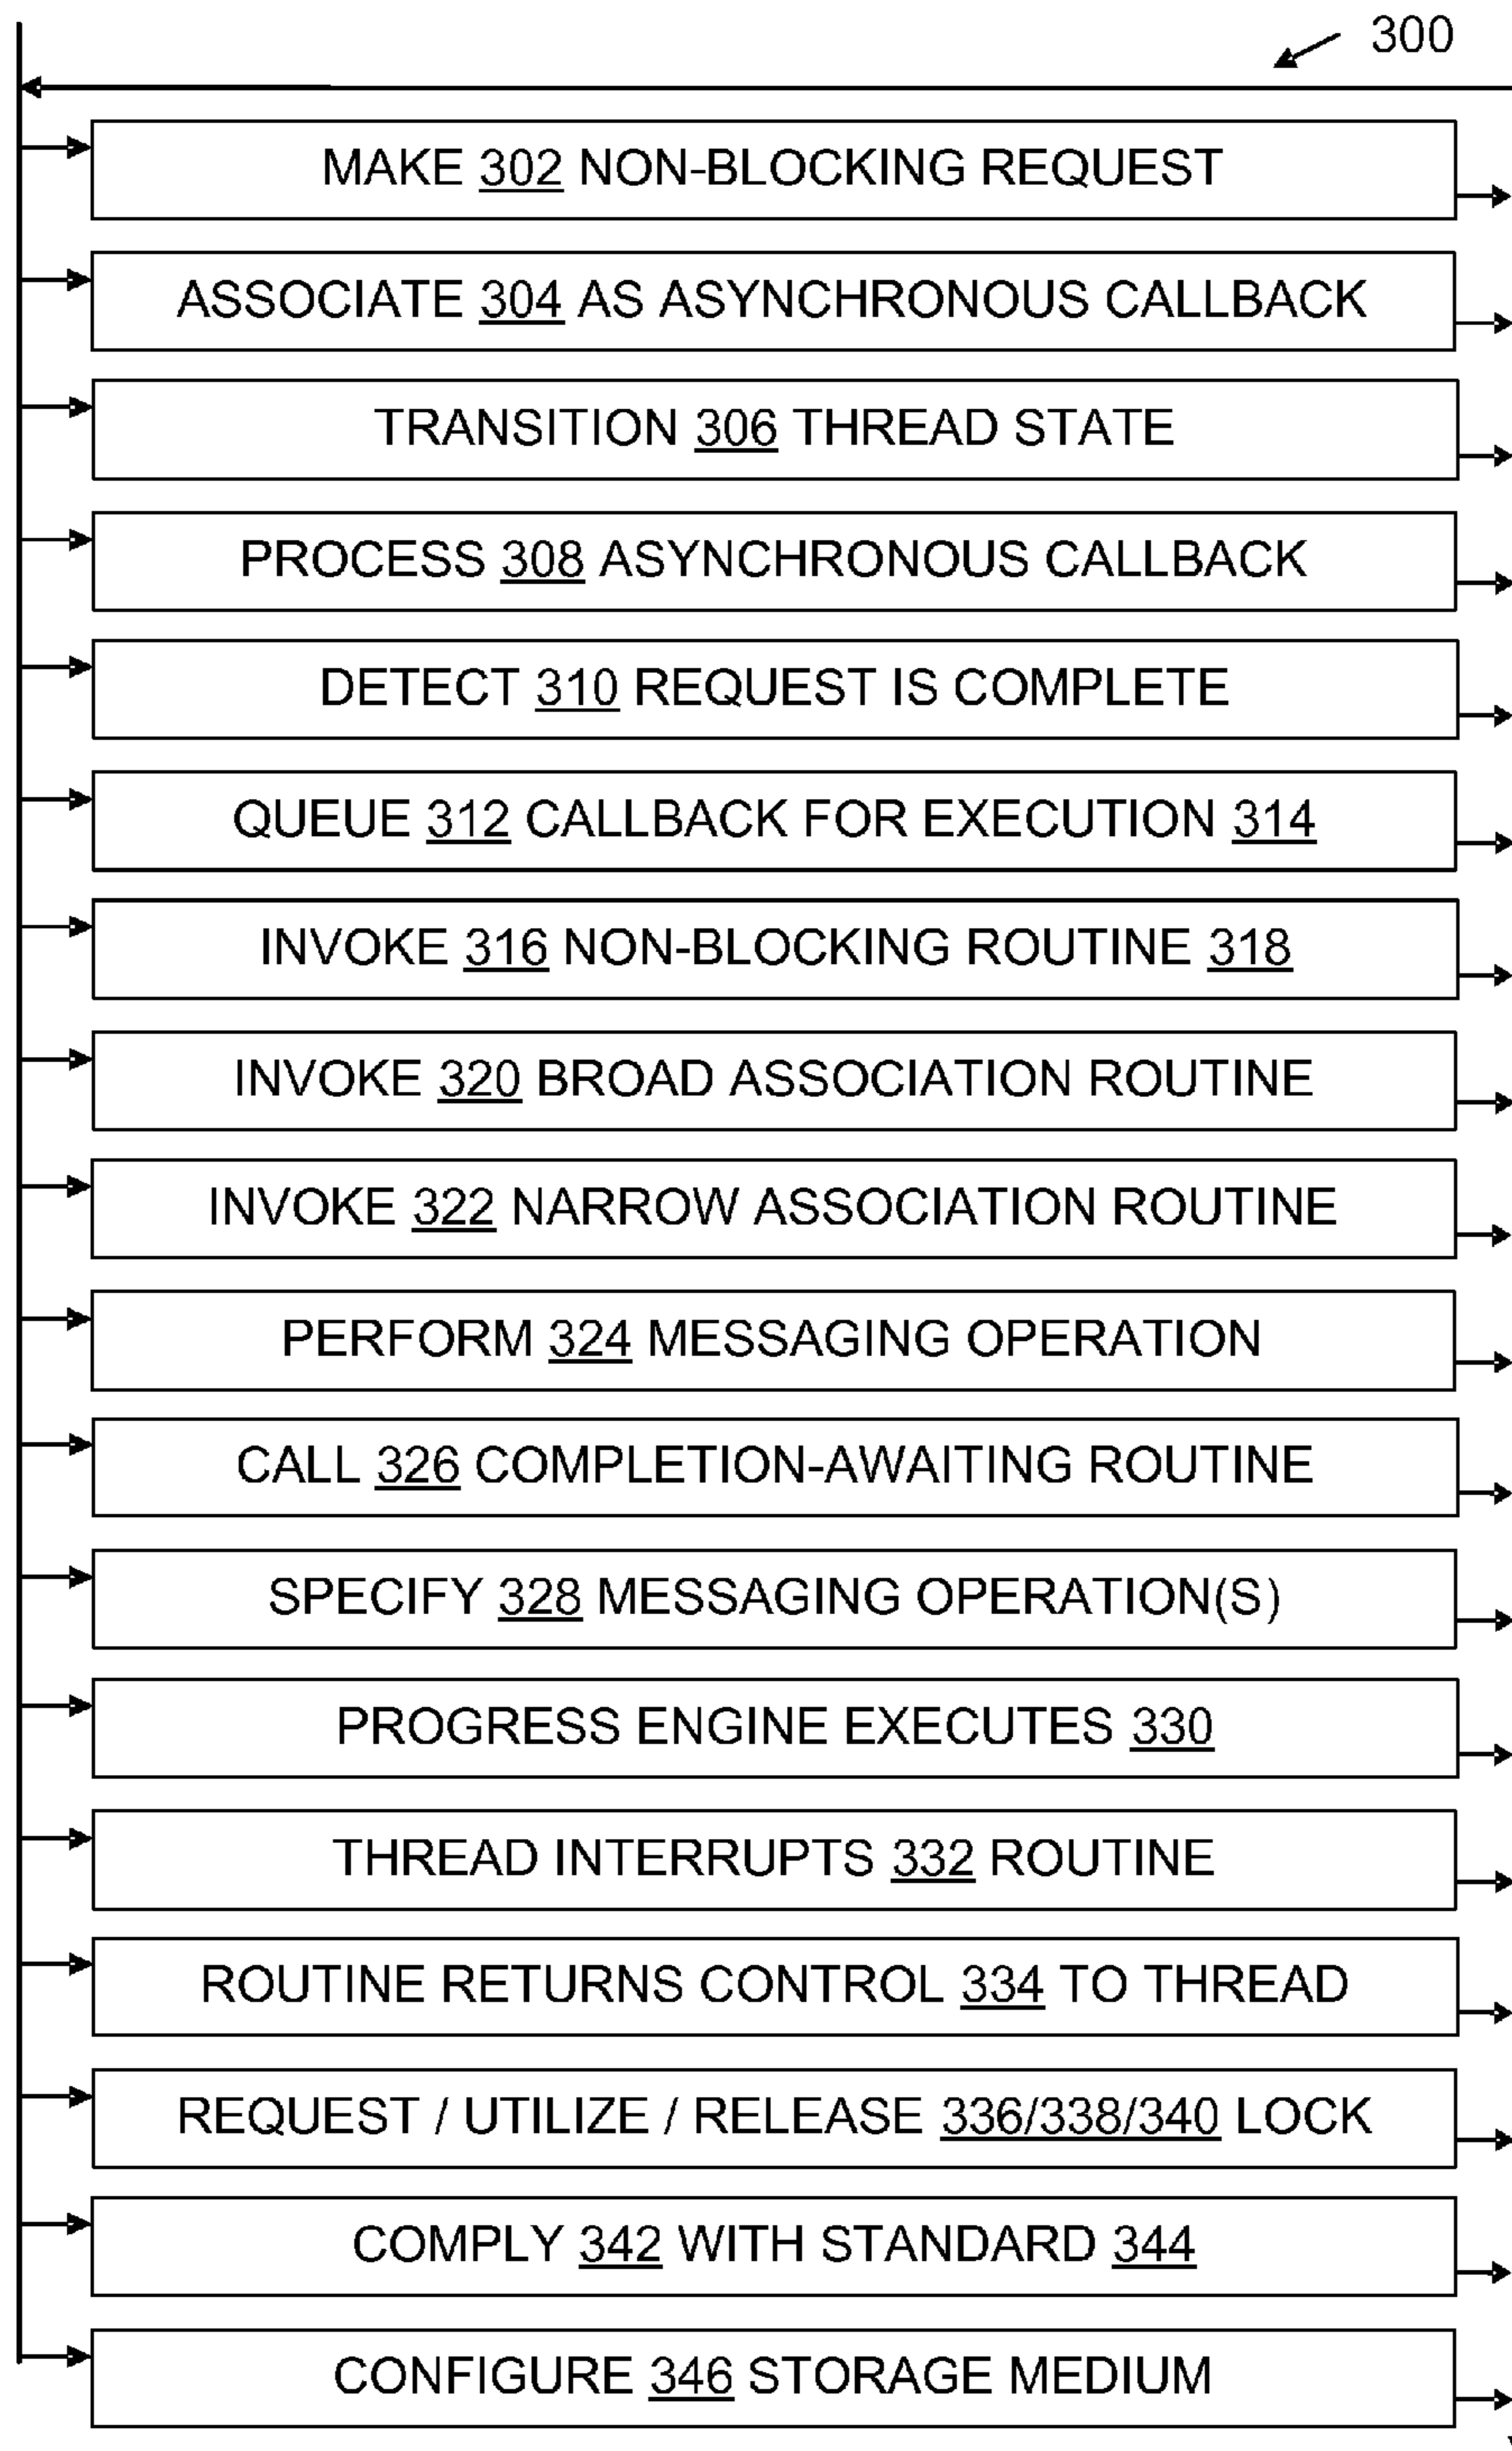 300
MAKE 302 NON-BLOCKING REQUEST
ASSOCIATE 304 AS ASYNCHRONOUS CALLBACK
TRANSITION 306 THREAD STATE
PROCESS 308 ASYNCHRONOUS CALLBACK
DETECT 310 REQUEST IS COMPLETE
QUEUE 312 CALLBACK FOR EXECUTION 314
INVOKE 316 NON-BLOCKING ROUTINE 318
INVOKE 320 BROAD ASSOCIATION ROUTINE
INVOKE 322 NARROW ASSOCIATION ROUTINE
PERFORM 324 MESSAGING OPERATION
CALL 326 COMPLETION-AWAITING ROUTINE
SPECIFY 328 MESSAGING OPERATION(S)
PROGRESS ENGINE EXECUTES 330
THREAD INTERRUPTS 332 ROUTINE
ROUTINE RETURNS CONTROL 334 TO THREAD
REQUEST / UTILIZE / RELEASE 336/338/340 LOCK
COMPLY 342 WITH STANDARD 344
CONFIGURE 346 STORAGE MEDIUM